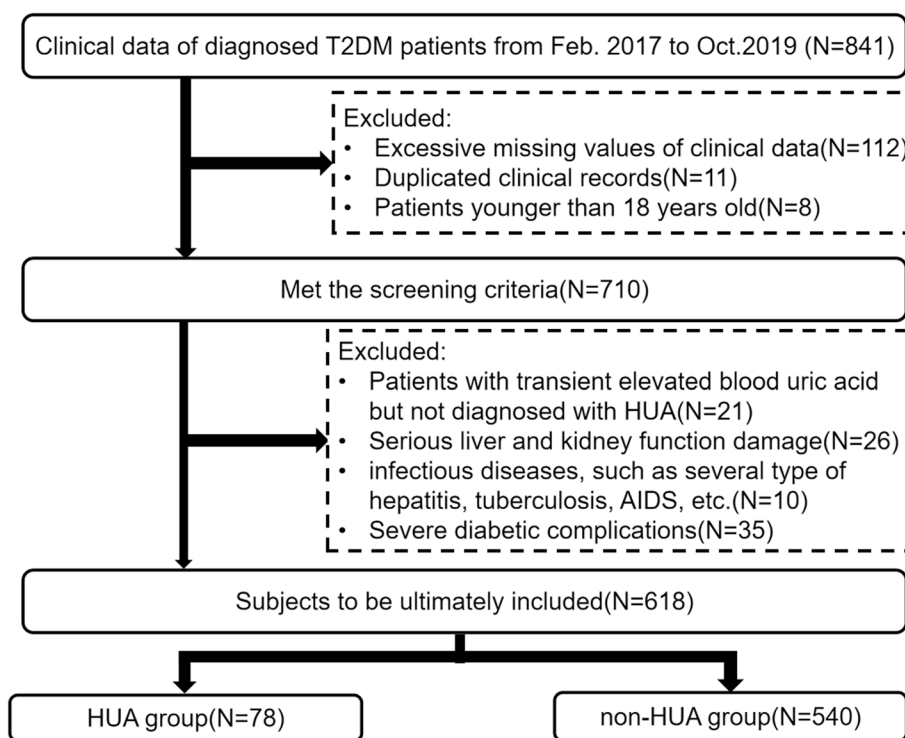 Clinical data of diagnosed T2DM patients from Feb. 2017 to Oct.2019 (N=841)
Excluded:
• Excessive missing values of clinical data(N=112)
• Duplicated clinical records(N=11)
• Patients younger than 18 years old(N=8)
Met the screening criteria(N=710)
Excluded:
• Patients with transient elevated blood uric acid
but not diagnosed with HUA(N=21)
• Serious liver and kidney function damage(N=26)
• infectious diseases, such as several type of
hepatitis, tuberculosis, AIDS, etc.(N=10)
• Severe diabetic complications(N=35)
Subjects to be ultimately included(N=618)
HUA group(N=78)
non-HUA group(N=540)